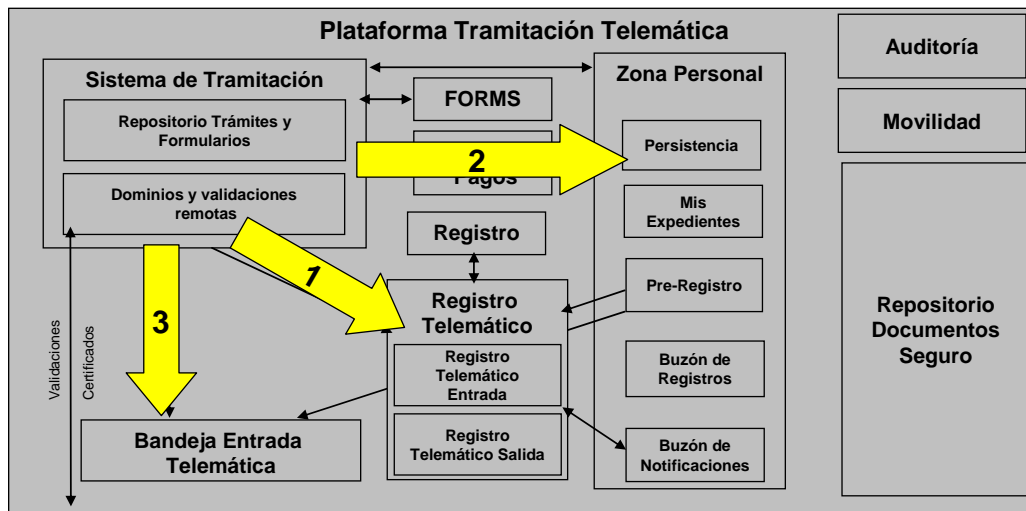 Plataforma Tramitación Telemática
Sistema de Tramitación
Repositorio Trámites y
Formularios
Dominios y validaciones
remotas
FORMS
2
Pagos
Registro
1
3
Registro
Telemático
Registro
Telemático
Entrada
Registro
Telemático Salida
Bandeja Entrada
Telemática
Validaciones
Certificados
Zona Personal
Persistencia
Mis
Expedientes
Pre-Registro
Buzón de
Registros
Buzón de
Notificaciones
Auditoría
Movilidad
Repositorio
Documentos
Seguro